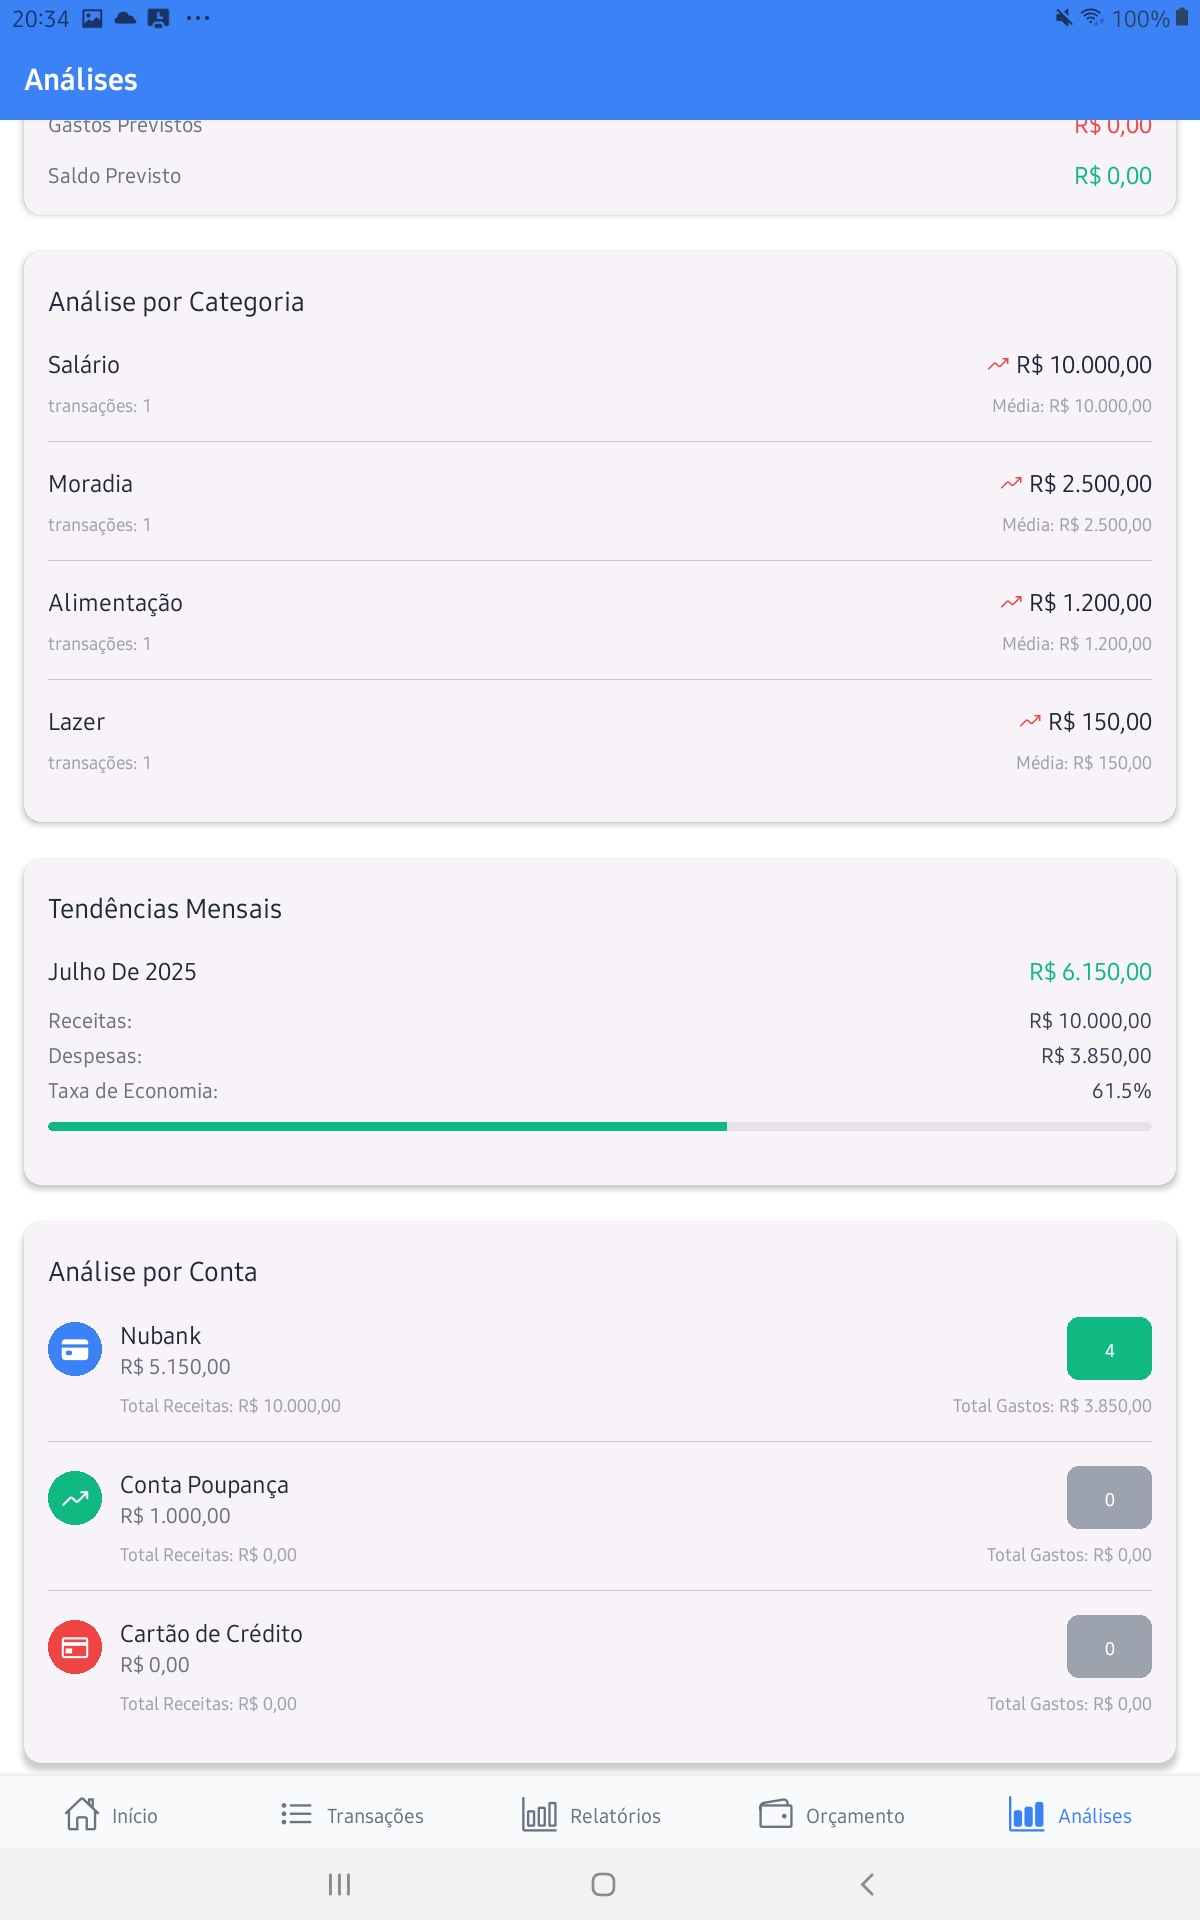 20:34
100%
Análises
Gastos Previstos R$ 0,00
Saldo Previsto R$ 0,00
Análise por Categoria
Salário R$ 10.000,00
transações: 1 Média: R$ 10.000,00
Moradia R$ 2.500,00
transações: 1 Média: R$ 2.500,00
Alimentação R$ 1.200,00
transações: 1 Média: R$ 1.200,00
Lazer R$ 150,00
transações: 1 Média: R$ 150,00
Tendências Mensais
Julho De 2025 R$ 6.150,00
Receitas: R$ 10.000,00
Despesas: R$ 3.850,00
Taxa de Economia: 61.5%
Análise por Conta
Nubank
R$ 5.150,00
4
Total Receitas: R$ 10.000,00 Total Gastos: R$ 3.850,00
Conta Poupança
R$ 1.000,00
0
Total Receitas: R$ 0,00 Total Gastos: R$ 0,00
Cartão de Crédito
R$ 0,00
0
Total Receitas: R$ 0,00 Total Gastos: R$ 0,00
Início Transações Relatórios Orçamento Análises